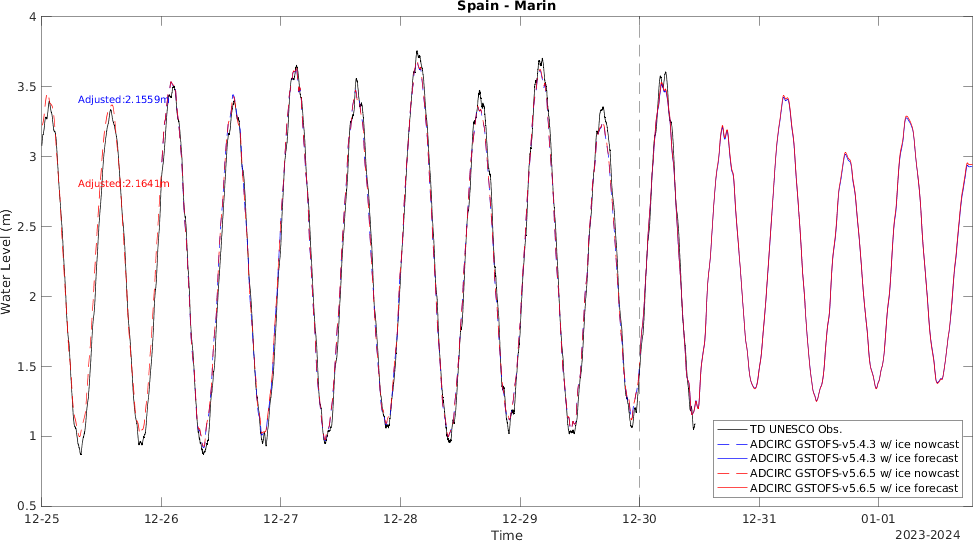 Spain - Marin
4
3.5
3
2.5
2
1.5
1
0.5
Water Level (m)
Adjusted:2.1559m
Adjusted:2.1641m
TD UNESCO Obs.
ADCIRC GSTOFS-v5.4.3 w/ ice nowcast
ADCIRC GSTOFS-v5.4.3 w/ ice forecast
ADCIRC GSTOFS-v5.6.5 w/ ice nowcast
ADCIRC GSTOFS-v5.6.5 w/ ice forecast
12-25 12-26 12-27 12-28 12-29 12-30 12-31 01-01
Time
2023-2024